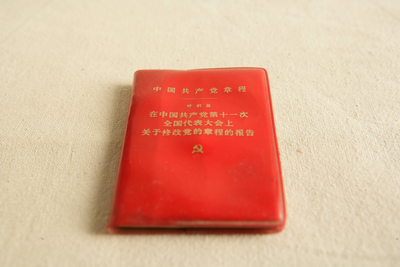 中国共产党章程
在中国共产党第十一次
全国代表大会上
关于修改党的章程的报告